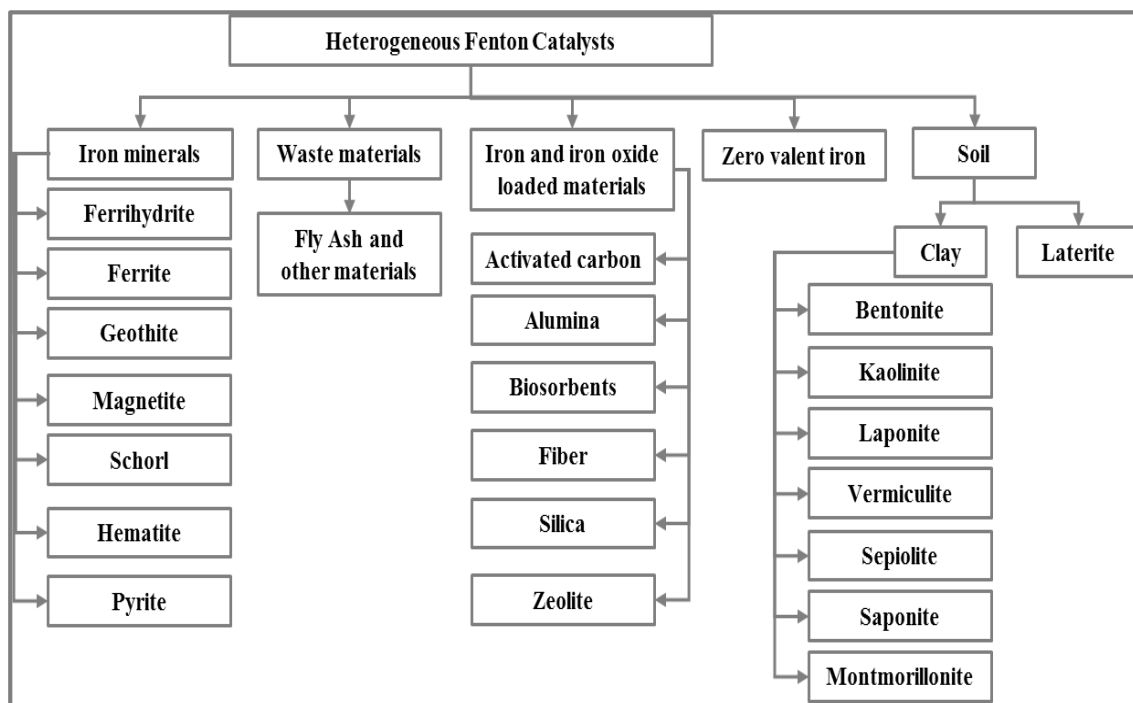 Heterogeneous Fenton Catalysts
Iron minerals
Waste materials
Iron and iron oxide
loaded materials
Zero valent iron
Soil
Ferrihydrite
Ferrite
Geothite
Magnetite
Schorl
Hematite
Pyrite
Fly Ash and
other materials
Activated carbon
Alumina
Biosorbents
Fiber
Silica
Zeolite
Clay
Laterite
Bentonite
Kaolinite
Laponite
Vermiculite
Sepiolite
Saponite
Montmorillonite